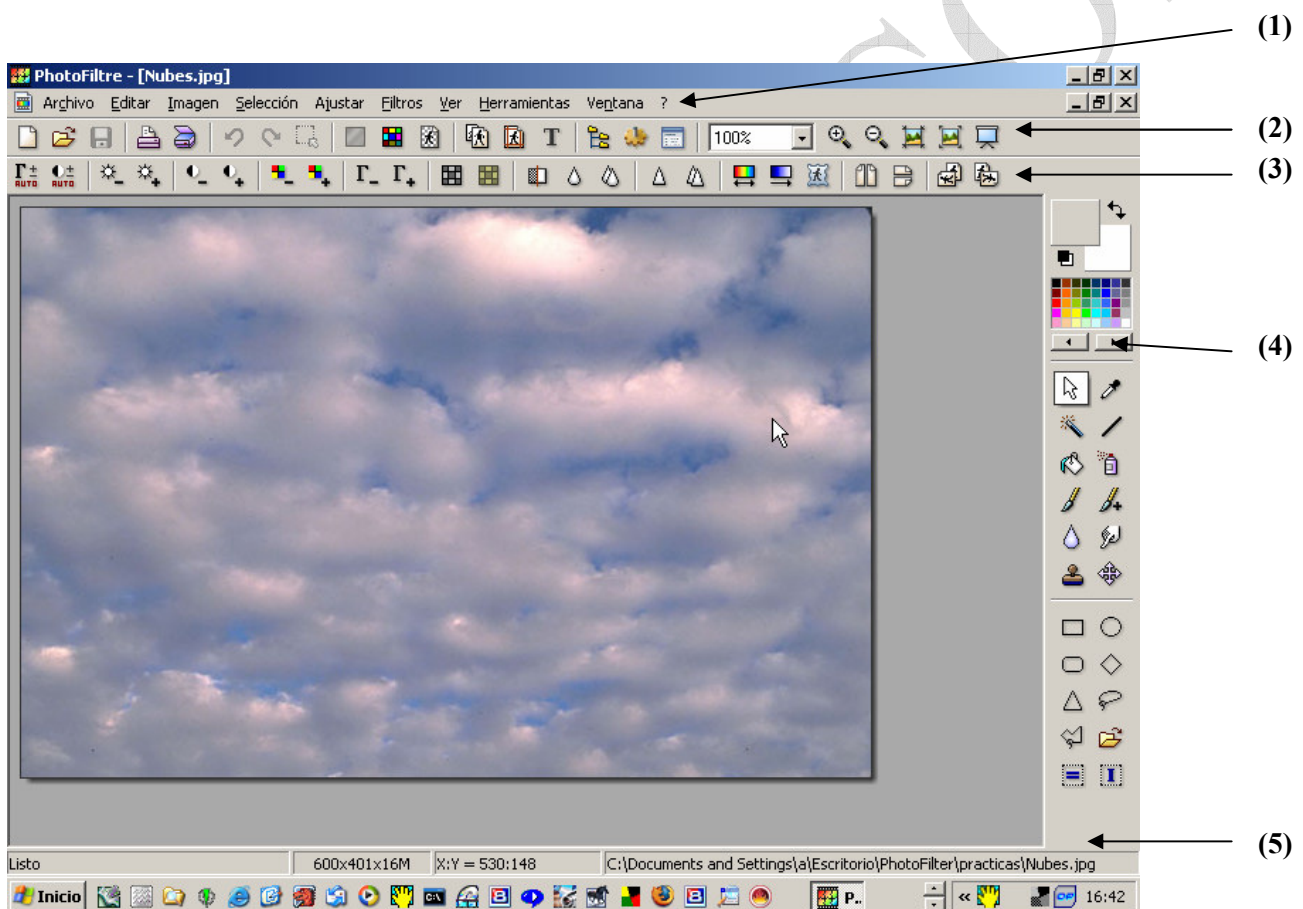 (1)
PhotoFiltre - [Nubes.jpg]
Archivo Editar Imagen Selección Ajustar Filtros Ver Herramientas Ventana ?
T 100% (2)
AUTO AUTO (3)
(4)
(5)
Listo 600x401x16M X:Y = 530:148 C:\Documents and Settings\a\Escritorio\PhotoFilter\practicas\Nubes.jpg
Inicio P.. « 16:42